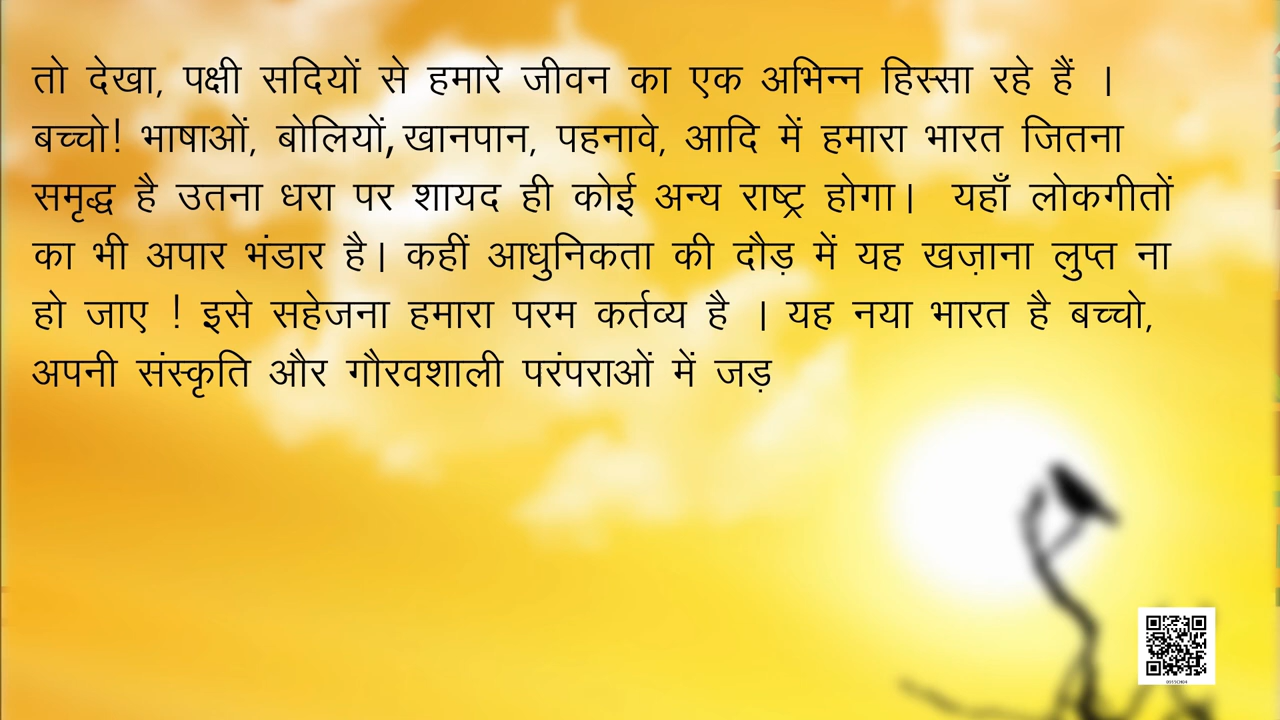 तो देखा, पक्षी सदियों से हमारे जीवन का एक अभिन्न हिस्सा रहे हैं ।
बच्चो! भाषाओं, बोलियों,खानपान, पहनावे, आदि में हमारा भारत जितना
समृद्ध है उतना धरा पर शायद ही कोई अन्य राष्ट्र होगा। यहाँ लोकगीतों
का भी अपार भंडार है। कहीं आधुनिकता की दौड़ में यह खज़ाना लुप्त ना
हो जाए ! इसे सहेजना हमारा परम कर्तव्य है । यह नया भारत है बच्चो,
अपनी संस्कृति और गौरवशाली परंपराओं में जड़